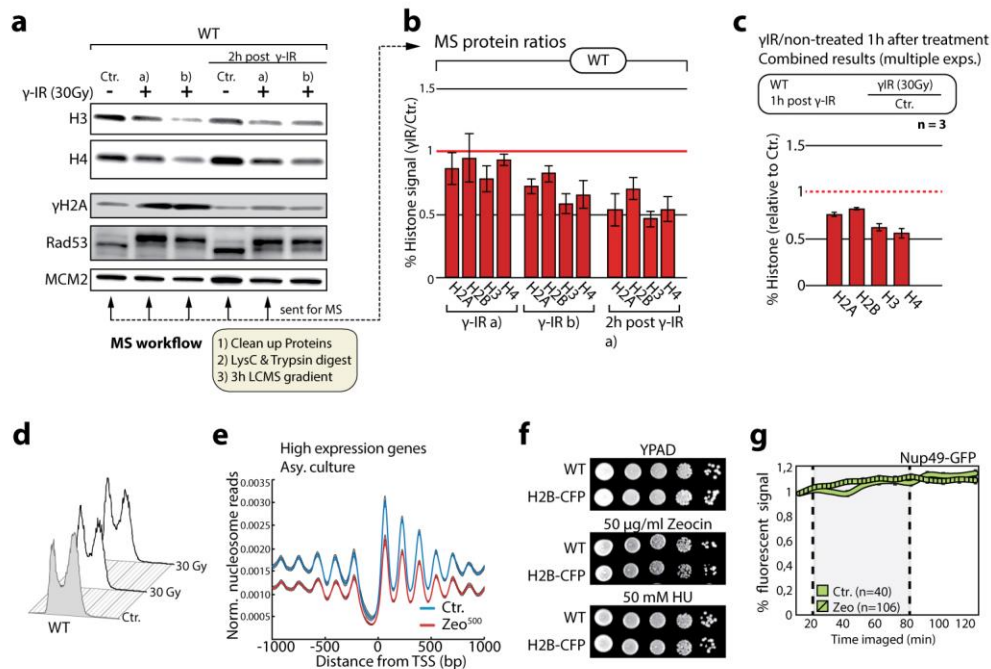 a
WT
2h post γ-IR
Ctr. a) b) Ctr. a) b)
γ-IR (30Gy) - + + - + +
H3
H4
γH2A
Rad53
MCM2
sent for MS
MS workflow
1) Clean up Proteins
2) LysC & Trypsin digest
3) 3h LCMS gradient
b
MS protein ratios
WT
% Histone signal (γIR/Ctr.)
1.5
1
0.5
0
H2A H2B H3 H4 H2A H2B H3 H4 H2A H2B H3 H4
γ-IR a) γ-IR b) 2h post γ-IR
a)
c
γIR/non-treated 1h after treatment
Combined results (multiple exps.)
WT
1h post γ-IR
γIR (30Gy)
Ctr.
n = 3
% Histone (relative to Ctr.)
1.5
1
0.5
0
H2A H2B H3 H4
d
30 Gy
30 Gy
Ctr.
WT
e
High expression genes
Asy. culture
Norm. nucleosome reads
0.0035
0.0030
0.0025
0.0020
0.0015
0.0010
0.0005
Ctr.
Zeo500
-1000 -500 0 500 1000
Distance from TSS (bp)
f
YPAD
WT
H2B-CFP
50 µg/ml Zeocin
WT
H2B-CFP
50 mM HU
WT
H2B-CFP
g
Nup49-GFP
% fluorescent signal
1,2
1
0,8
0,6
0,4
0,2
0
Ctr. (n=40)
Zeo (n=106)
20 40 60 80 100 120
Time imaged (min)